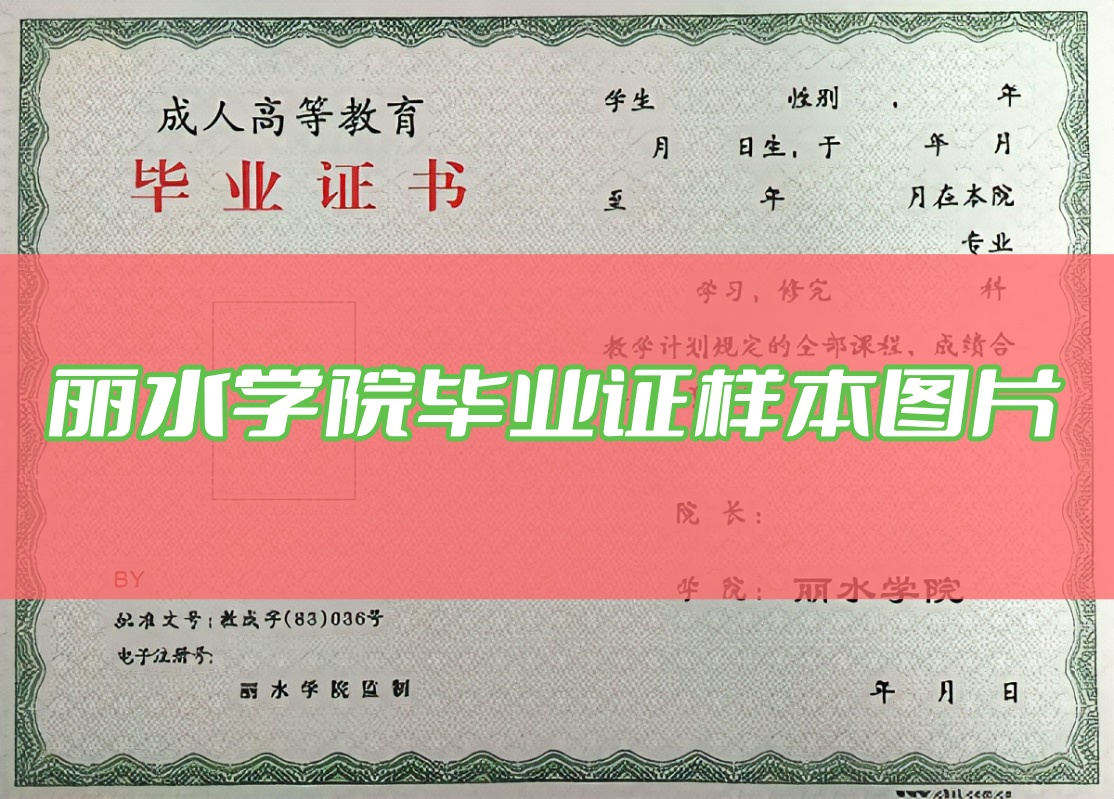 成人高等教育
毕业证书
学生 性别 , 年
月 日生, 于 年 月
至 年 月在本院
专业
学习, 修完 科
教学计划规定的全部课程, 成绩合
丽水学院毕业证样本图片
院 长:
BY
学 院: 丽水学院
批准文号: 教成字(83)036号
电子注册号:
丽水学院监制
年 月 日